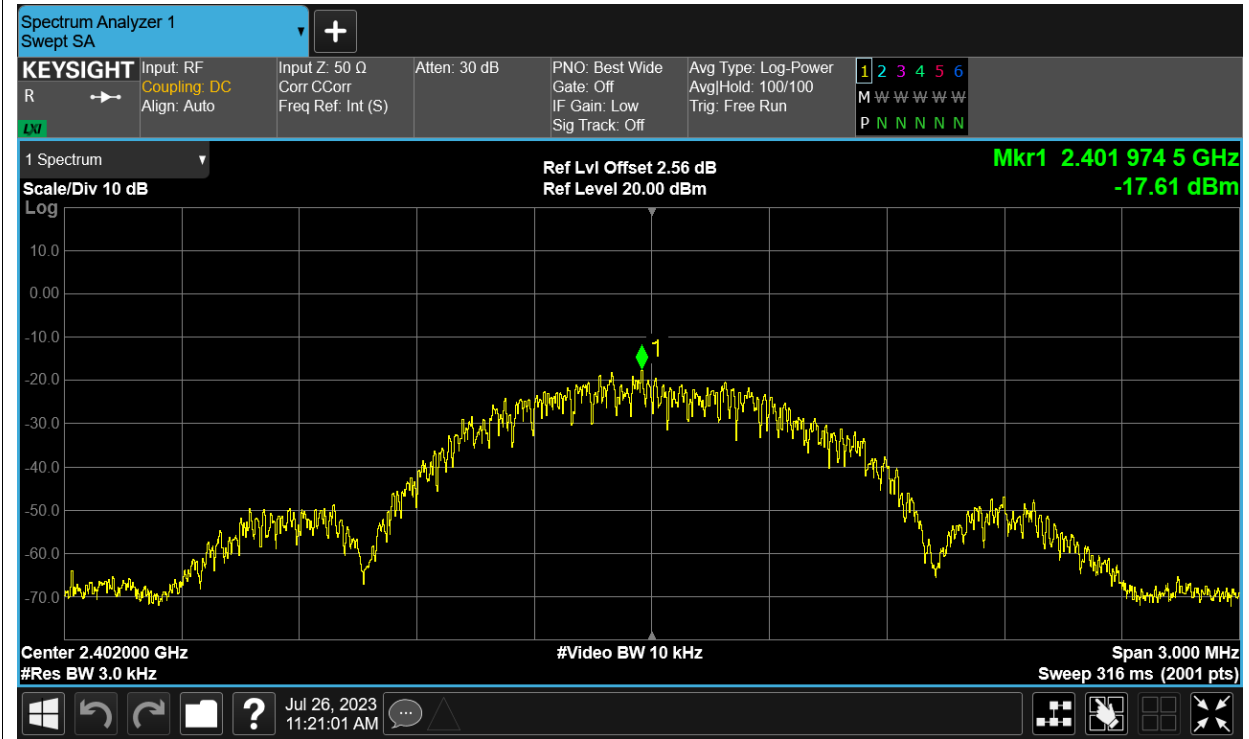 Spectrum Analyzer 1
Swept SA
KEYSIGHT
R
LXI
Input: RF
Coupling: DC
Align: Auto
Input Z: 50 Ω
Corr CCorr
Freq Ref: Int (S)
Atten: 30 dB
PNO: Best Wide
Gate: Off
IF Gain: Low
Sig Track: Off
Avg Type: Log-Power
Avg|Hold: 100/100
Trig: Free Run
1 2 3 4 5 6
M W W W W W
P N N N N N
1 Spectrum
Scale/Div 10 dB
Log
Ref Lvl Offset 2.56 dB
Ref Level 20.00 dBm
Mkr1 2.401 974 5 GHz
-17.61 dBm
10.0
0.00
-10.0
1
-20.0
-30.0
-40.0
-50.0
-60.0
-70.0
Center 2.402000 GHz
#Video BW 10 kHz
Span 3.000 MHz
#Res BW 3.0 kHz
Sweep 316 ms (2001 pts)
?
Jul 26, 2023
11:21:01 AM